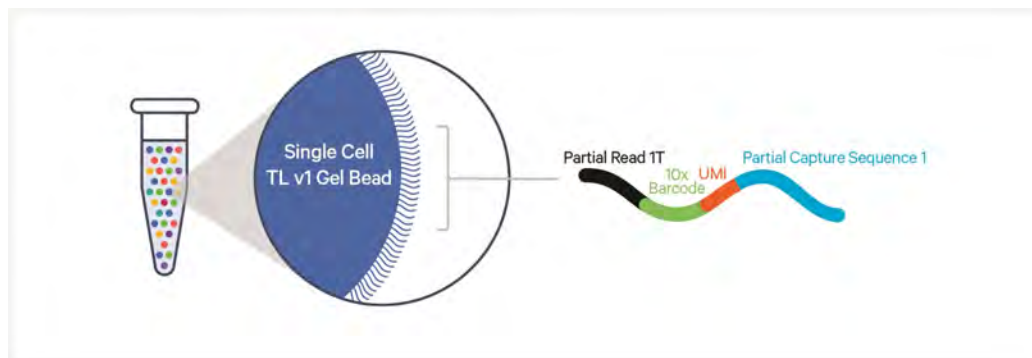 Single Cell
TL v1 Gel Bead
Partial Read 1T
10x
Barcode
UMI
Partial Capture Sequence 1